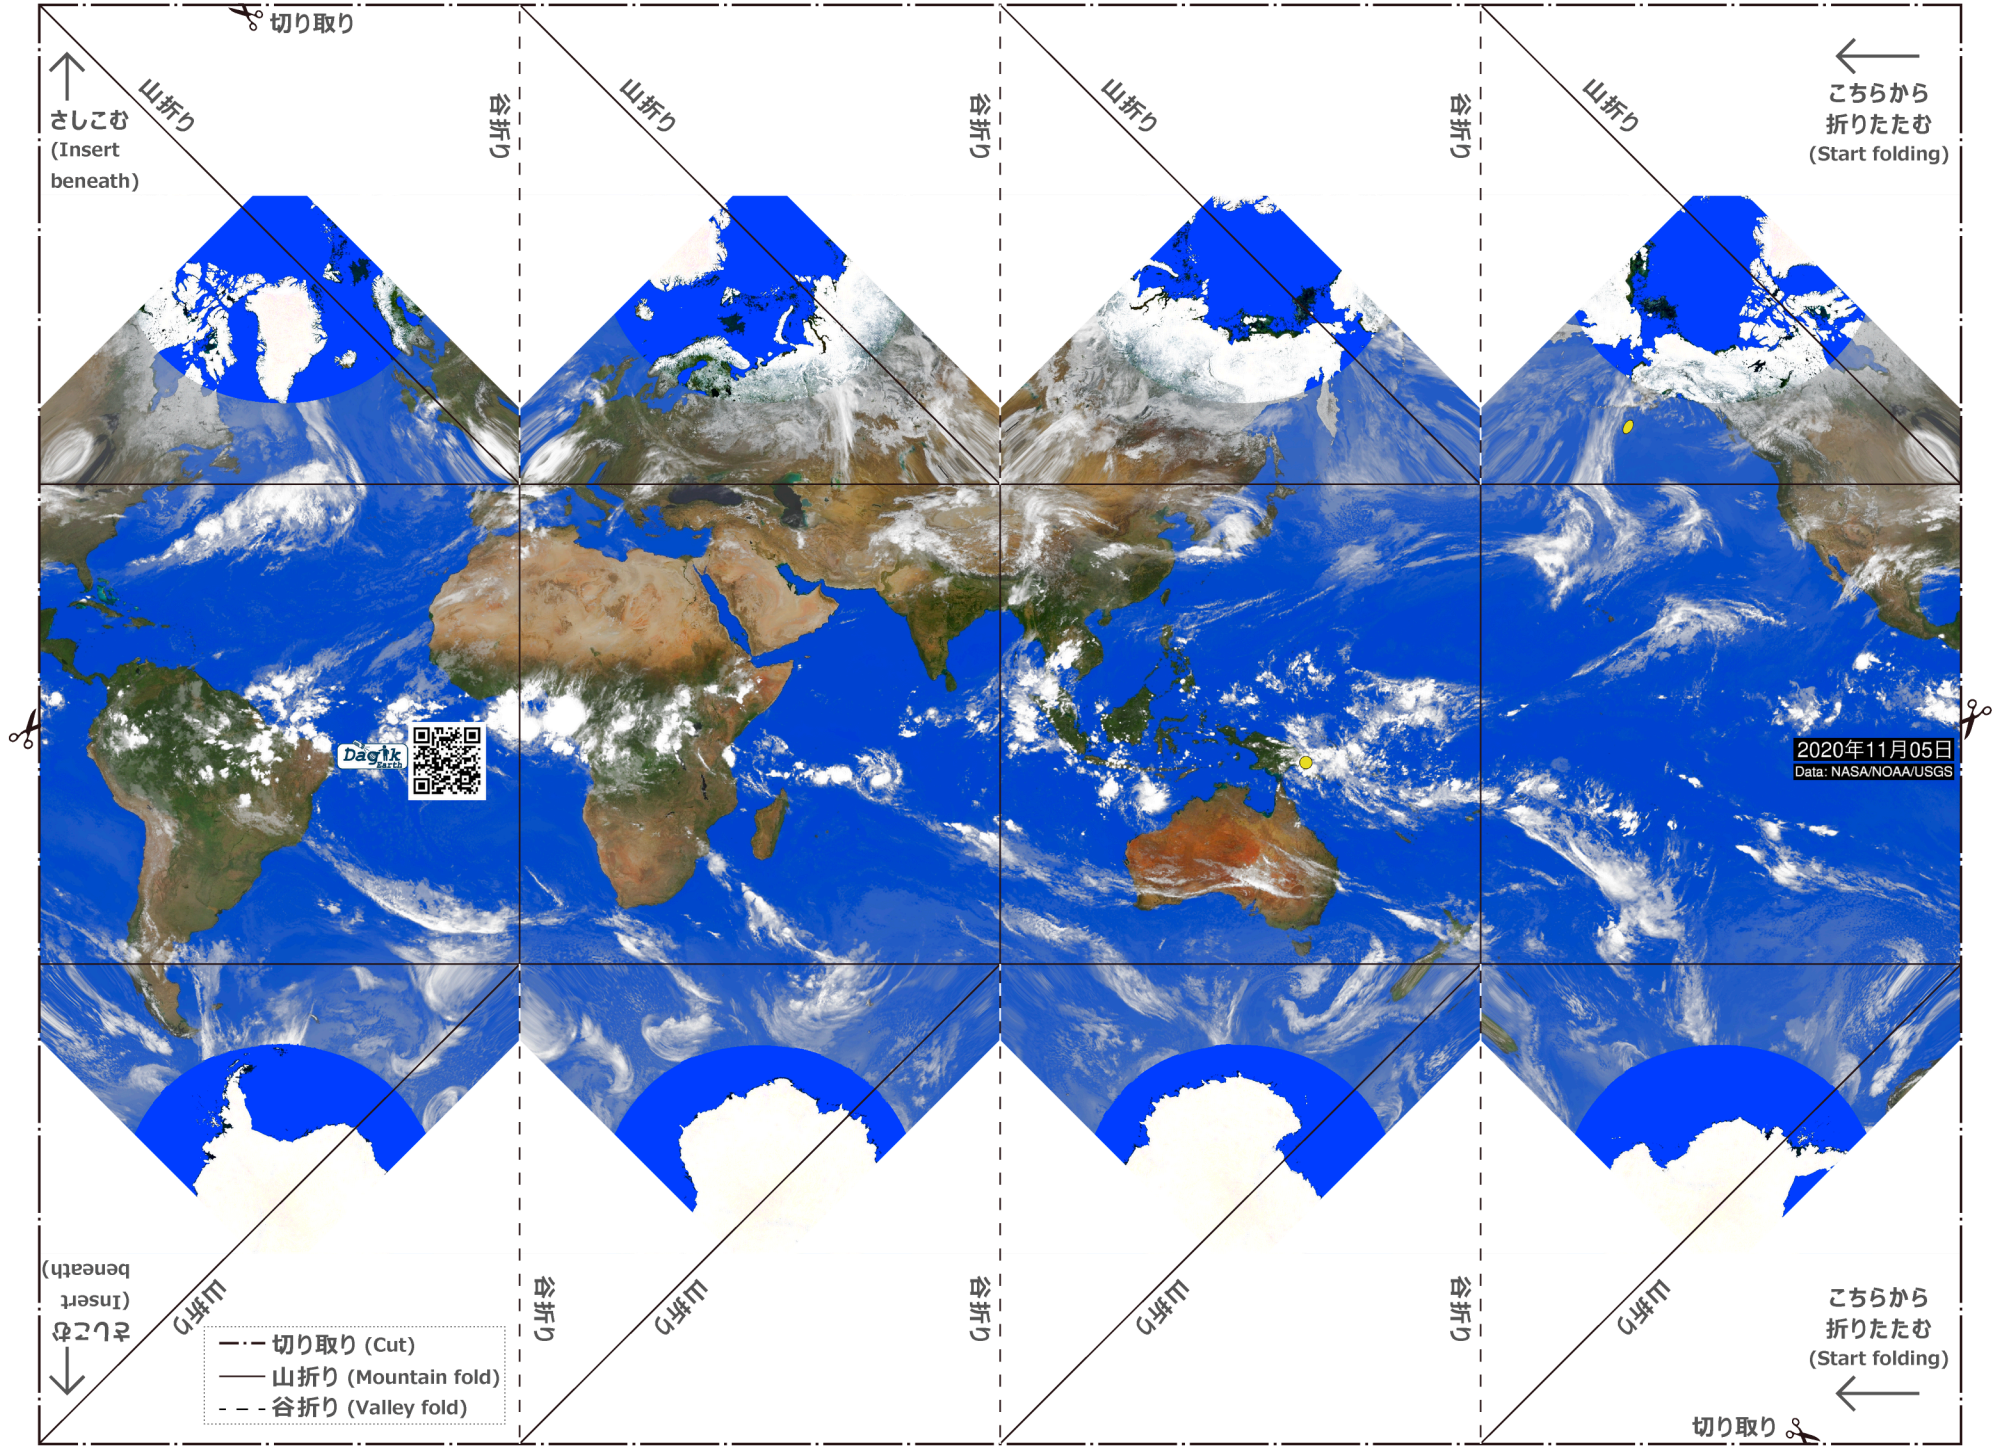 切り取り
さしこむ
(Insert
beneath)
山折り
谷折り
山折り
谷折り
山折り
谷折り
山折り
こちらから
折りたたむ
(Start folding)
Dagik
Earth
2020年11月05日
Data: NASA/NOAA/USGS
さしこむ
(Insert
beneath)
山折り
谷折り
山折り
谷折り
山折り
谷折り
山折り
こちらから
折りたたむ
(Start folding)
切り取り (Cut)
山折り (Mountain fold)
谷折り (Valley fold)
切り取り